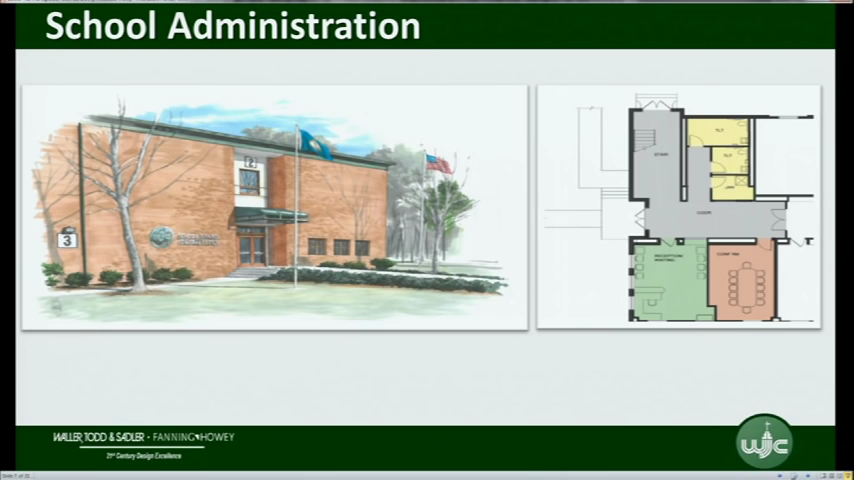 School Administration
2
3
TLT
TLT
JAN
STAIR
CORR
RECEPTION
WAITING
CONF RM
WALLER, TODD & SADLER • FANNING HOWEY
21st Century Design Excellence
WJC